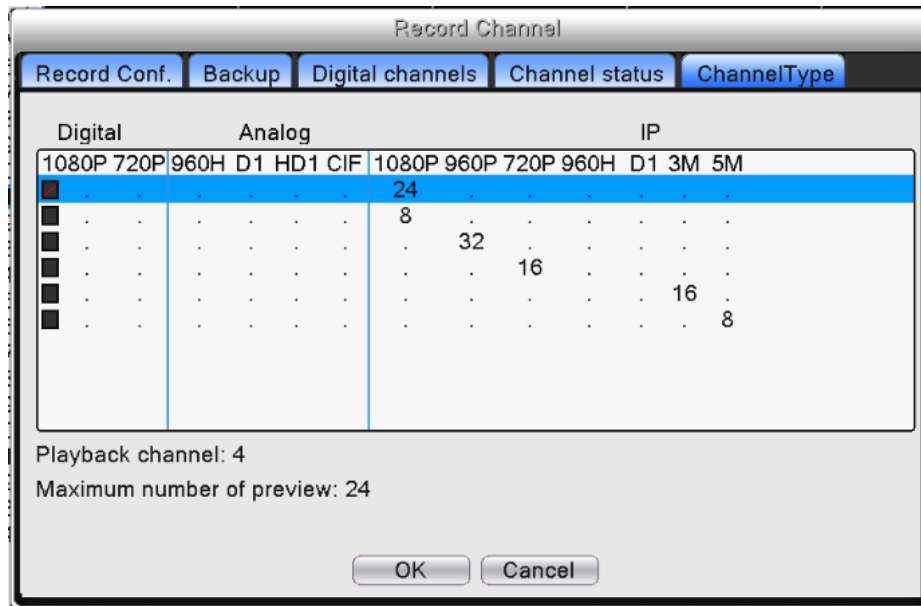 Record Channel
Record Conf. Backup Digital channels Channel status ChannelType
Digital Analog IP
1080P 720P 960H D1 HD1 CIF 1080P 960P 720P 960H D1 3M 5M
. . . . . . 24 . . . . . .
. . . . . . 8 . . . . . .
. . . . . . . 32 . . . . .
. . . . . . . . 16 . . . .
. . . . . . . . . . . 16 .
. . . . . . . . . . . . 8
Playback channel: 4
Maximum number of preview: 24
OK Cancel